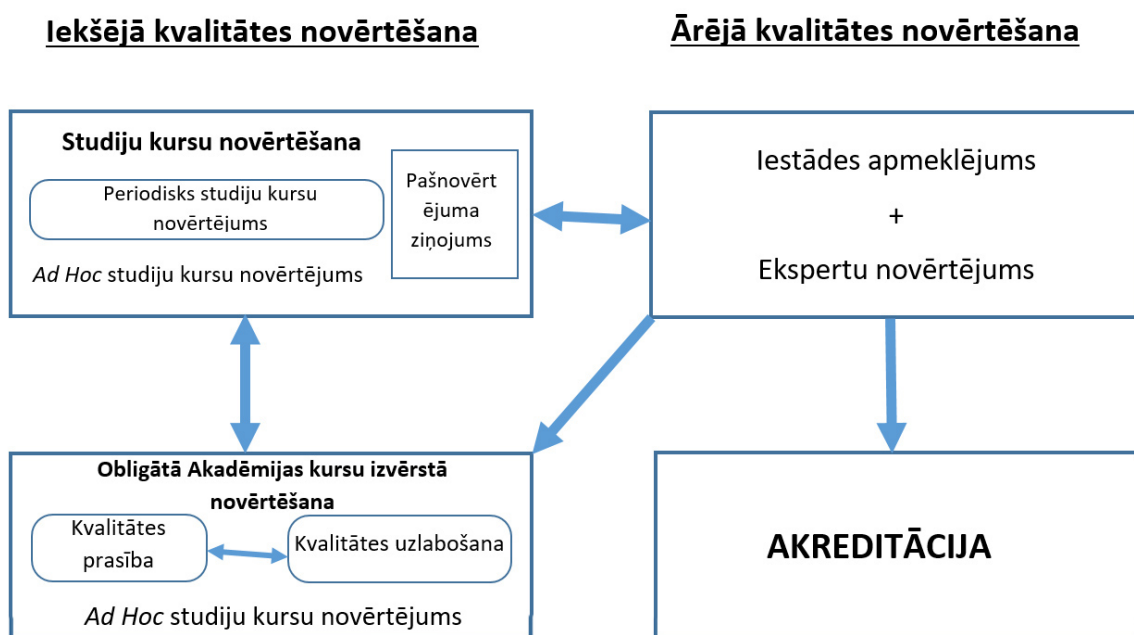 Iekšējā kvalitātes novērtēšana
Ārējā kvalitātes novērtēšana
Studiju kursu novērtēšana
Periodisks studiju kursu
novērtējums
Ad Hoc studiju kursu novērtējums
Pašnovērt
ējuma
ziņojums
Iestādes apmeklējums
+
Ekspertu novērtējums
Obligātā Akadēmijas kursu izvērstā
novērtēšana
Kvalitātes
prasība
Kvalitātes uzlabošana
Ad Hoc studiju kursu novērtējums
AKREDITĀCIJA